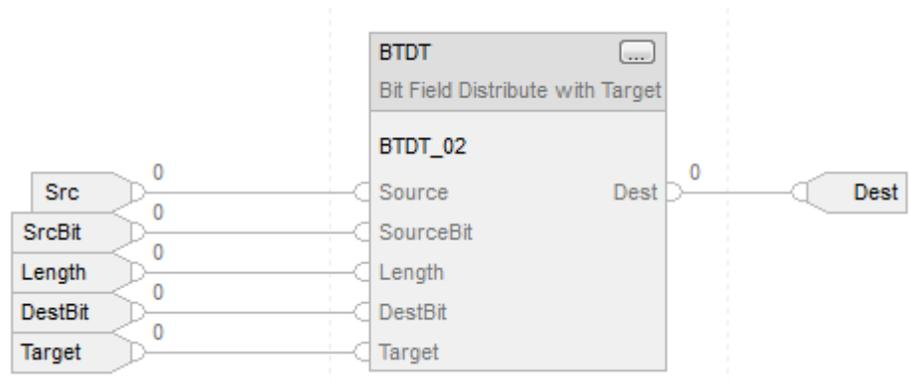 BTDT ...
Bit Field Distribute with Target
BTDT_02
Src 0 Source Dest 0 Dest
SrcBit 0 SourceBit
Length 0 Length
DestBit 0 DestBit
Target 0 Target